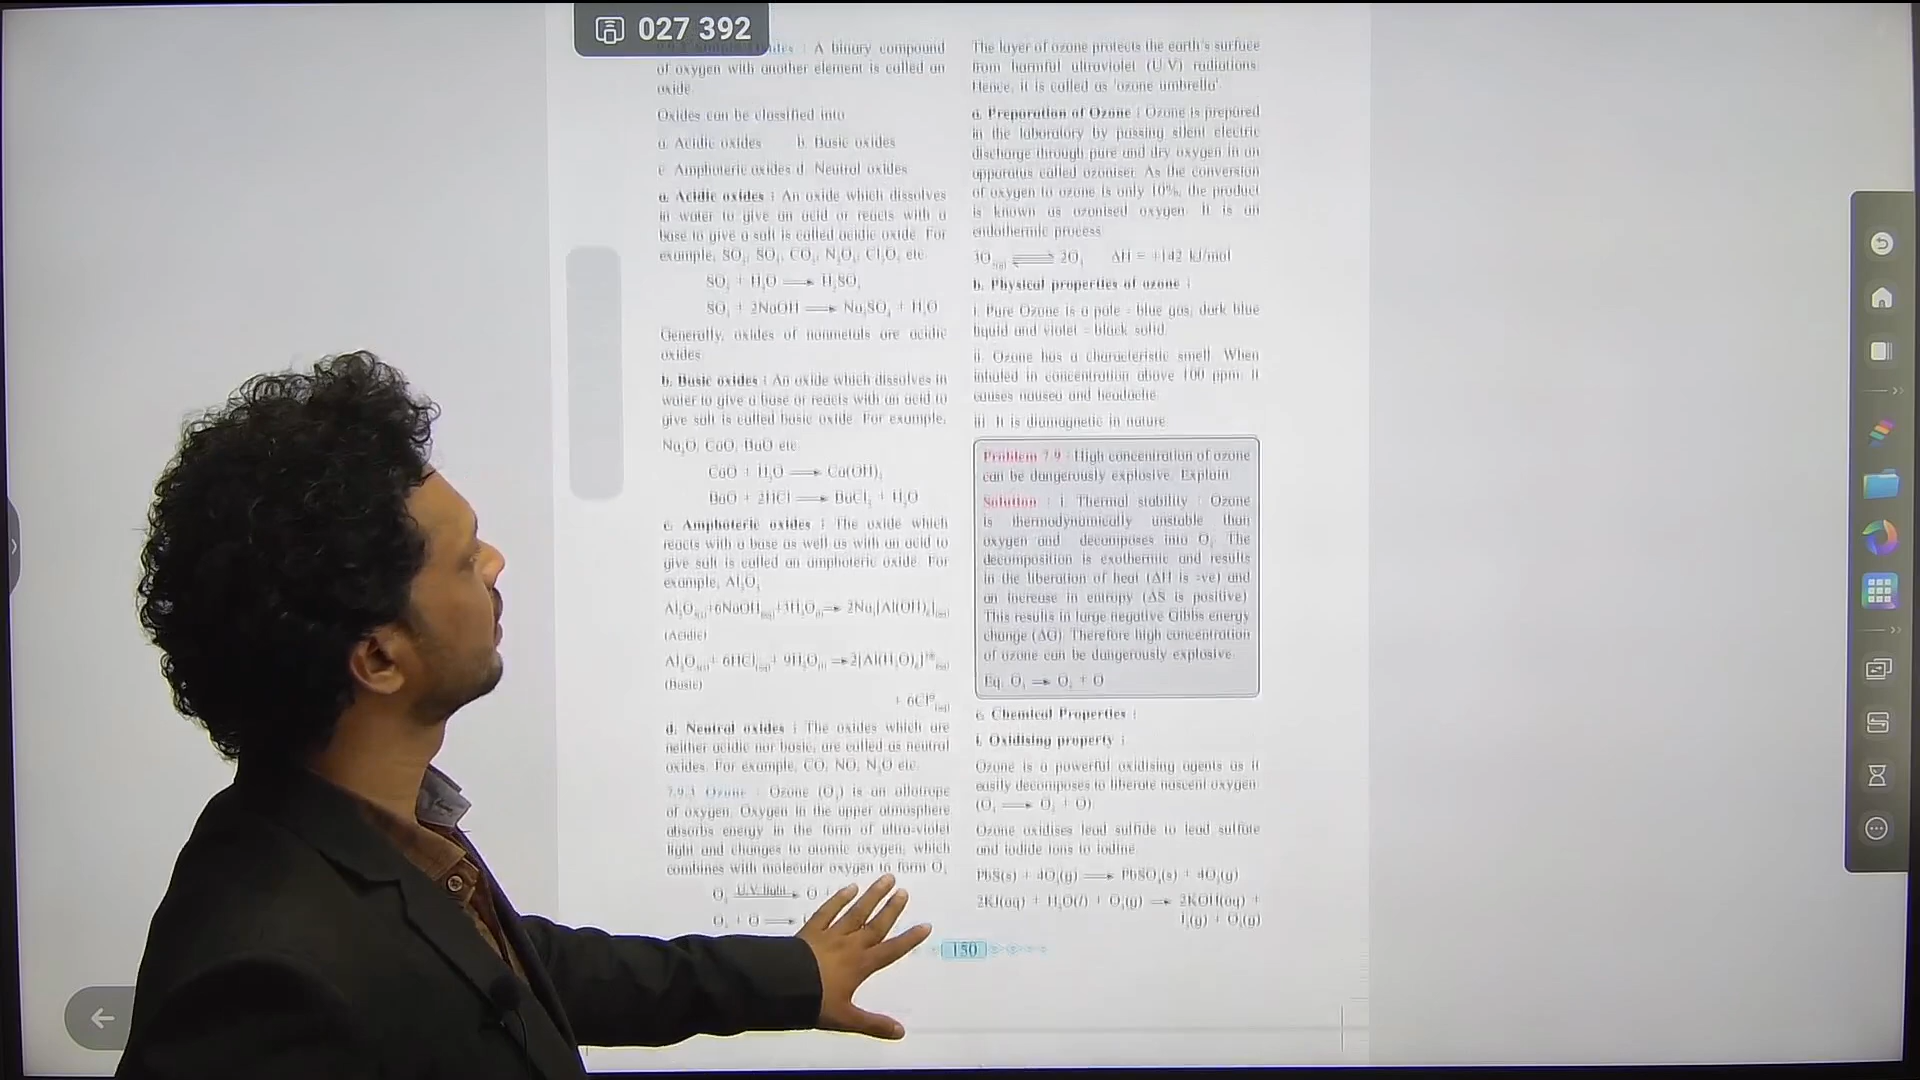 027 392
A binary compound
of oxygen with another element is called an
oxide.
Oxides can be classified into
a. Acidic oxides b. Basic oxides
c. Amphoteric oxides d. Neutral oxides
a. Acidic oxides : An oxide which dissolves
in water to give an acid or reacts with a
base to give a salt is called acidic oxide. For
example, SO₂, SO₃, CO₂, N₂O₅, Cl₂O₇ etc.
SO₃ + H₂O ⟶ H₂SO₄
SO₃ + 2NaOH ⟶ Na₂SO₄ + H₂O
Generally, oxides of nonmetals are acidic
oxides.
b. Basic oxides : An oxide which dissolves in
water to give a base or reacts with an acid to
give salt is called basic oxide. For example,
Na₂O, CaO, BaO etc.
CaO + H₂O ⟶ Ca(OH)₂
BaO + 2HCl ⟶ BaCl₂ + H₂O
c. Amphoteric oxides : The oxide which
reacts with a base as well as with an acid to
give salt is called an amphoteric oxide. For
example, Al₂O₃
Al₂O₃(s)+6NaOH(aq)+3H₂O(l)⟶ 2Na₃[Al(OH)₆](aq)
(Acidic)
Al₂O₃(s)+ 6HCl(aq)+ 9H₂O(l) ⟶2[Al(H₂O)₆]³⊕(aq)
(Basic)
+ 6Cl⊖(aq)
d. Neutral oxides : The oxides which are
neither acidic nor basic, are called as neutral
oxides. For example, CO, NO, N₂O etc.
7.9.3 Ozone : Ozone (O₃) is an allotrope
of oxygen. Oxygen in the upper atmosphere
absorbs energy in the form of ultra-violet
light and changes to atomic oxygen, which
combines with molecular oxygen to form O₃
O₂ U.V. light⟶ O +
O₂ + O ⟶
The layer of ozone protects the earth's surface
from harmful ultraviolet (U V) radiations.
Hence, it is called as 'ozone umbrella'.
a. Preparation of Ozone : Ozone is prepared
in the laboratory by passing silent electric
discharge through pure and dry oxygen in an
apparatus called ozoniser. As the conversion
of oxygen to ozone is only 10%, the product
is known as ozonised oxygen. It is an
endothermic process.
3O₂(g) ⇌ 2O₃ ΔH = +142 kJ/mol
b. Physical properties of ozone :
i. Pure Ozone is a pale - blue gas, dark blue
liquid and violet - black solid.
ii. Ozone has a characteristic smell. When
inhaled in concentration above 100 ppm. it
causes nausea and headache.
iii. It is diamagnetic in nature.
Problem 7.9 : High concentration of ozone
can be dangerously explosive. Explain.
Solution : i. Thermal stability : Ozone
is thermodynamically unstable than
oxygen and decomposes into O₂. The
decomposition is exothermic and results
in the liberation of heat (ΔH is -ve) and
an increase in entropy (ΔS is positive).
This results in large negative Gibbs energy
change (ΔG). Therefore high concentration
of ozone can be dangerously explosive.
Eq. O₃ ⟶ O₂ + O
c. Chemical Properties :
i. Oxidising property :
Ozone is a powerful oxidising agents as it
easily decomposes to liberate nascent oxygen.
(O₃ ⟶ O₂ + O).
Ozone oxidises lead sulfide to lead sulfate
and iodide ions to iodine.
PbS(s) + 4O₃(g) ⟶ PbSO₄(s) + 4O₂(g)
2KI(aq) + H₂O(l) + O₃(g) ⟶ 2KOH(aq) +
I₂(g) + O₂(g)
150